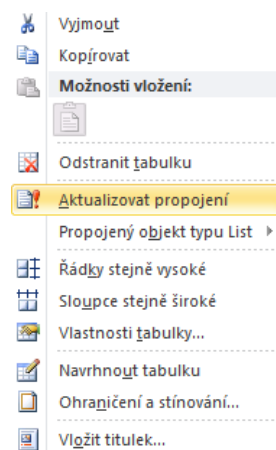 Vyjmout
Kopírovat
Možnosti vložení:
Odstranit tabulku
Aktualizovat propojení
Propojený objekt typu List
Řádky stejně vysoké
Sloupce stejně široké
Vlastnosti tabulky...
Navrhnout tabulku
Ohraničení a stínování...
Vložit titulek...